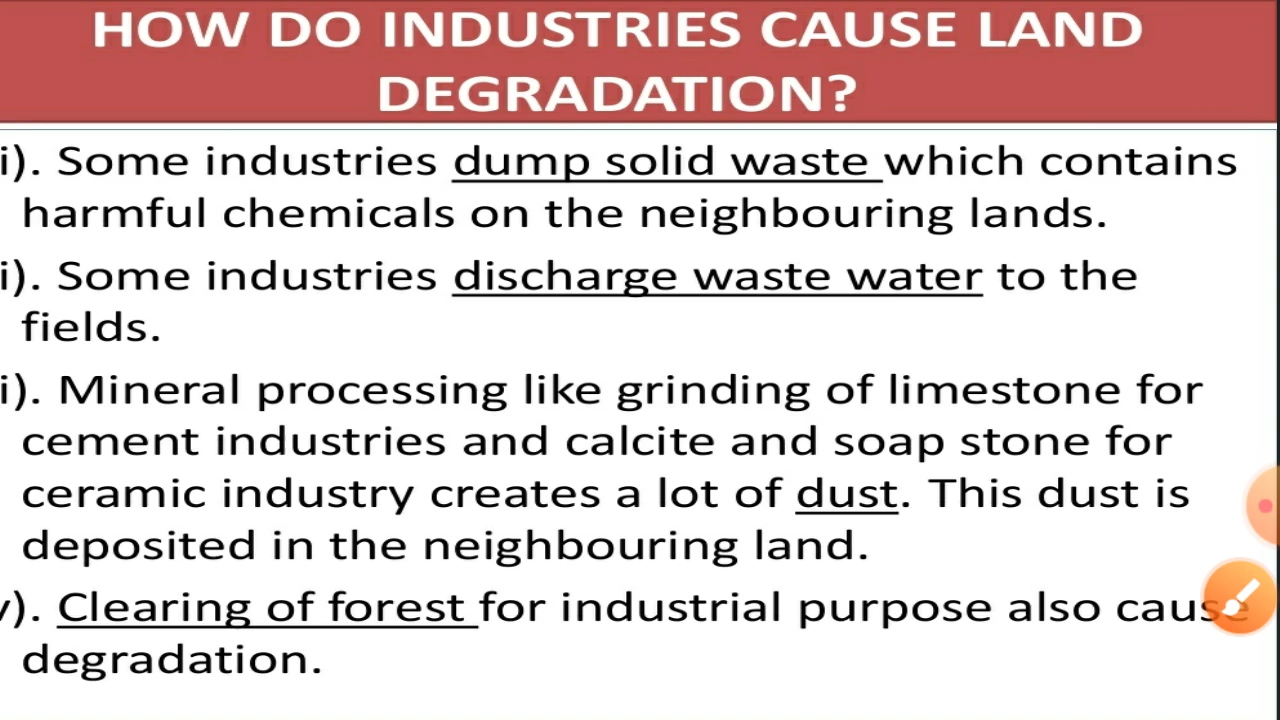 HOW DO INDUSTRIES CAUSE LAND
DEGRADATION?
i). Some industries dump solid waste which contains
harmful chemicals on the neighbouring lands.
i). Some industries discharge waste water to the
fields.
i). Mineral processing like grinding of limestone for
cement industries and calcite and soap stone for
ceramic industry creates a lot of dust. This dust is
deposited in the neighbouring land.
v). Clearing of forest for industrial purpose also cause
degradation.